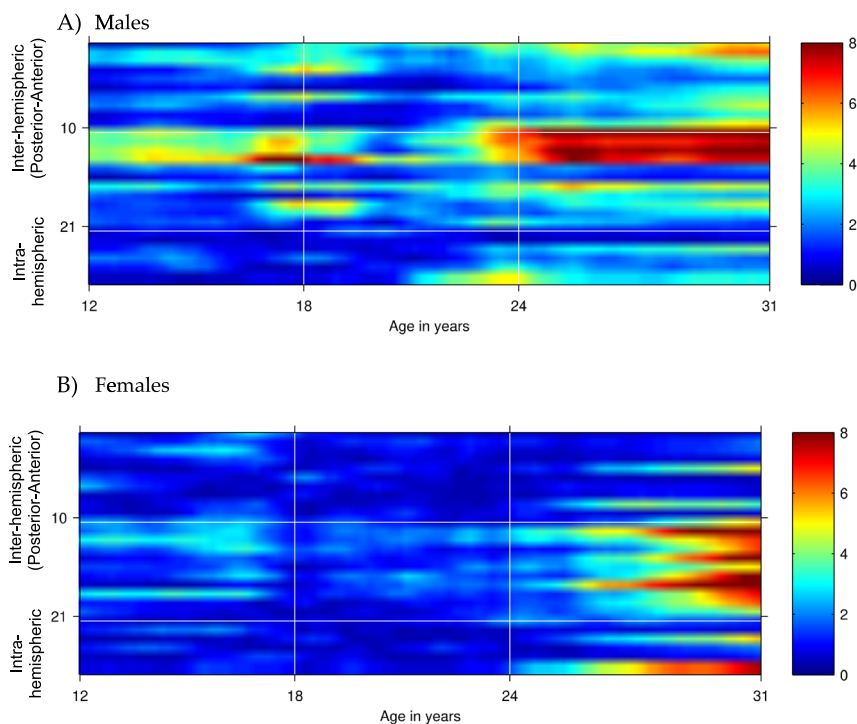 A) Males
Inter-hemispheric
(Posterior-Anterior)
Intra-
hemispheric
10
21
12
18
24
31
Age in years
8
6
4
2
0
B) Females
Inter-hemispheric
(Posterior-Anterior)
Intra-
hemispheric
10
21
12
18
24
31
Age in years
8
6
4
2
0